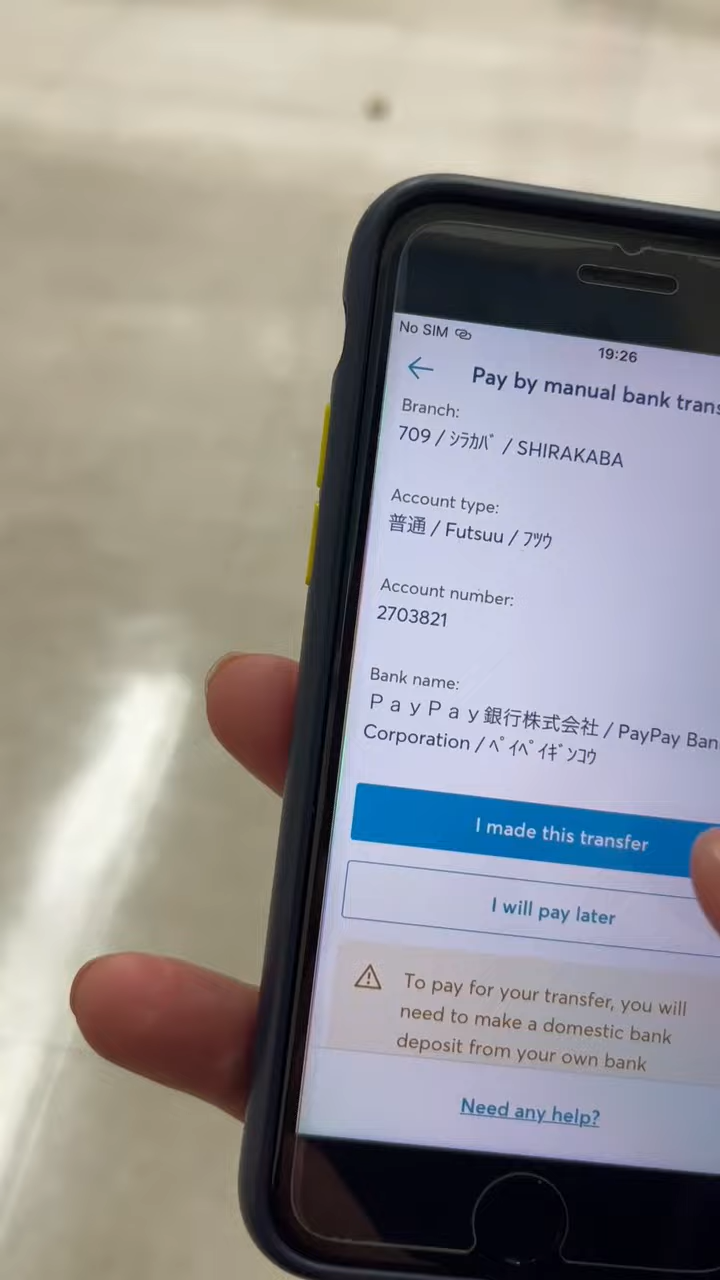 No SIM
19:26
Pay by manual bank trans
Branch:
709 / シラカバ / SHIRAKABA
Account type:
普通 / Futsuu / フツウ
Account number:
2703821
Bank name:
ＰａｙＰａｙ銀行株式会社 / PayPay Ban
Corporation / ペイペイギンコウ
I made this transfer
I will pay later
To pay for your transfer, you will
need to make a domestic bank
deposit from your own bank
Need any help?